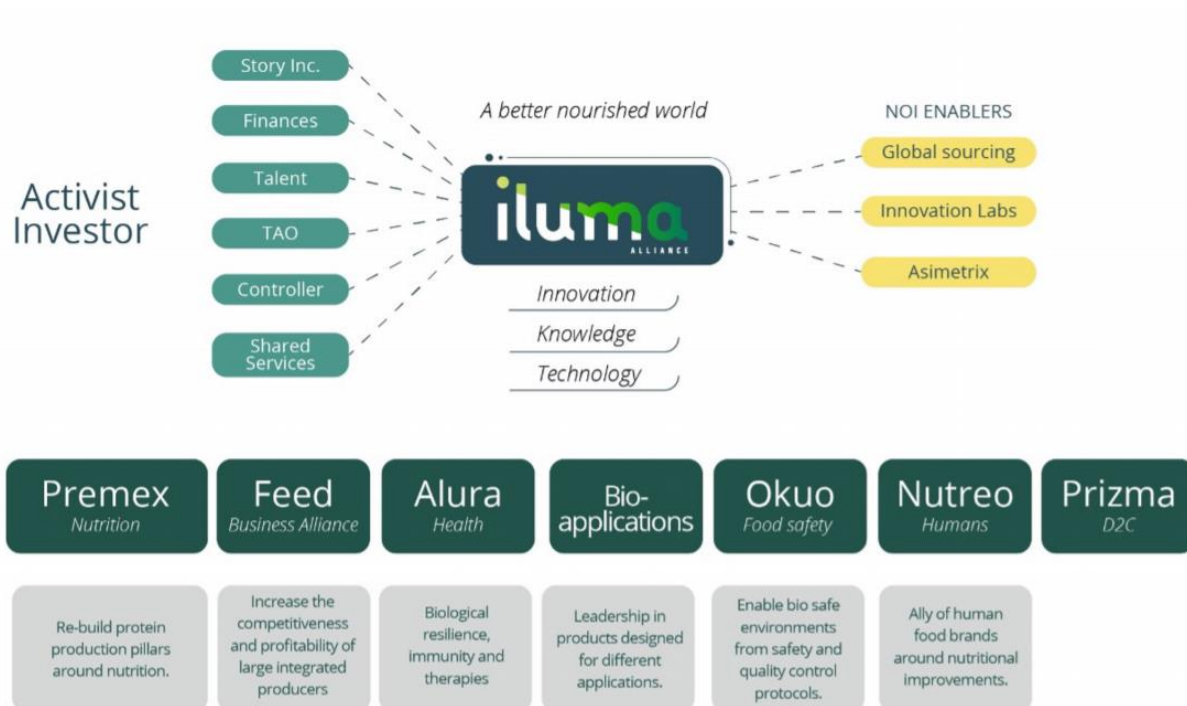 Activist
Investor
Story Inc.
Finances
Talent
TAO
Controller
Shared
Services
A better nourished world
iluma
ALLIANCE
Innovation
Knowledge
Technology
NOI ENABLERS
Global sourcing
Innovation Labs
Asimetrix
Premex
Nutrition
Feed
Business Alliance
Alura
Health
Bio-
applications
Okuo
Food safety
Nutreo
Humans
Prizma
D2C
Re-build protein
production pillars
around nutrition.
Increase the
competitiveness
and profitability of
large integrated
producers
Biological
resilience,
immunity and
therapies
Leadership in
products designed
for different
applications.
Enable bio safe
environments
from safety and
quality control
protocols.
Ally of human
food brands
around nutritional
improvements.